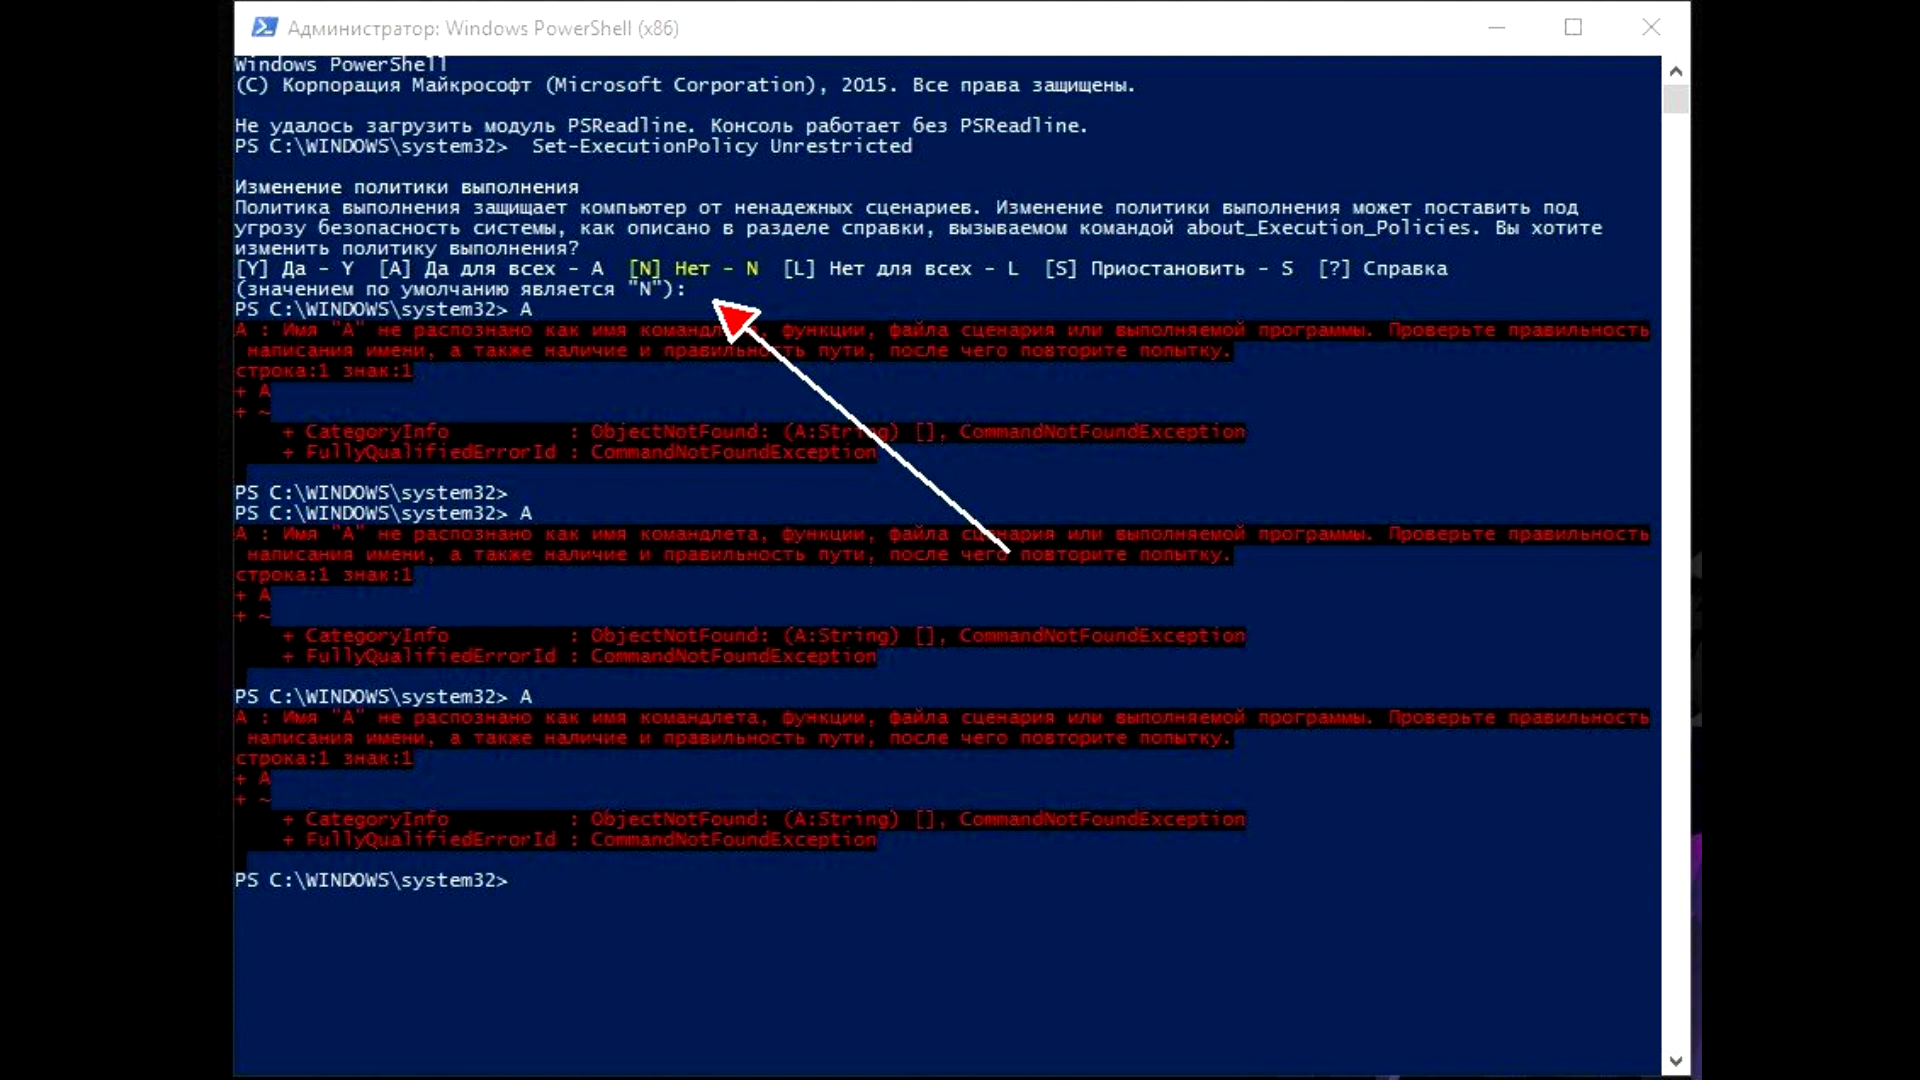 Администратор: Windows PowerShell (x86)
Windows PowerShell
(C) Корпорация Майкрософт (Microsoft Corporation), 2015. Все права защищены.
Не удалось загрузить модуль PSReadline. Консоль работает без PSReadline.
PS C:\WINDOWS\system32>  Set-ExecutionPolicy Unrestricted
Изменение политики выполнения
Политика выполнения защищает компьютер от ненадежных сценариев. Изменение политики выполнения может поставить под
угрозу безопасность системы, как описано в разделе справки, вызываемом командой about_Execution_Policies. Вы хотите
изменить политику выполнения?
[Y] Да - Y  [A] Да для всех - A  [N] Нет - N  [L] Нет для всех - L  [S] Приостановить - S  [?] Справка
(значением по умолчанию является "N"):
PS C:\WINDOWS\system32> A
A : Имя "A" не распознано как имя командлета, функции, файла сценария или выполняемой программы. Проверьте правильность
написания имени, а также наличие и правильность пути, после чего повторите попытку.
строка:1 знак:1
+ A
+ ~
    + CategoryInfo          : ObjectNotFound: (A:String) [], CommandNotFoundException
    + FullyQualifiedErrorId : CommandNotFoundException
PS C:\WINDOWS\system32>
PS C:\WINDOWS\system32> A
A : Имя "A" не распознано как имя командлета, функции, файла сценария или выполняемой программы. Проверьте правильность
написания имени, а также наличие и правильность пути, после чего повторите попытку.
строка:1 знак:1
+ A
+ ~
    + CategoryInfo          : ObjectNotFound: (A:String) [], CommandNotFoundException
    + FullyQualifiedErrorId : CommandNotFoundException
PS C:\WINDOWS\system32> A
A : Имя "A" не распознано как имя командлета, функции, файла сценария или выполняемой программы. Проверьте правильность
написания имени, а также наличие и правильность пути, после чего повторите попытку.
строка:1 знак:1
+ A
+ ~
    + CategoryInfo          : ObjectNotFound: (A:String) [], CommandNotFoundException
    + FullyQualifiedErrorId : CommandNotFoundException
PS C:\WINDOWS\system32>